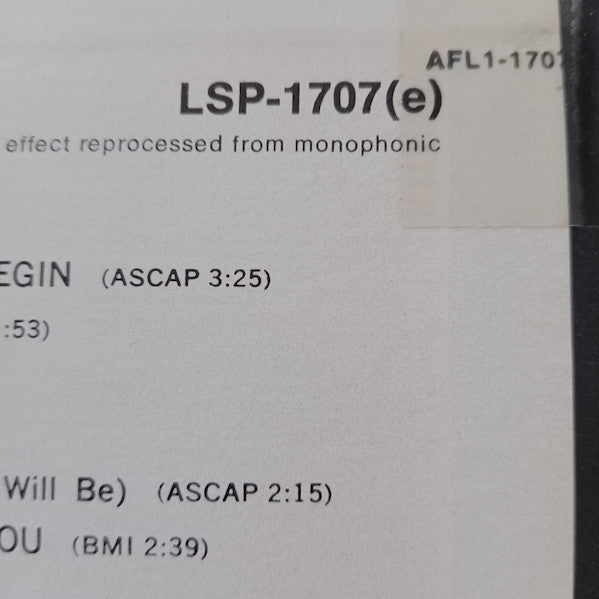 AFL1-1707
LSP-1707(e)
effect reprocessed from monophonic
EGIN (ASCAP 3:25)
:53)
Will Be) (ASCAP 2:15)
OU (BMI 2:39)